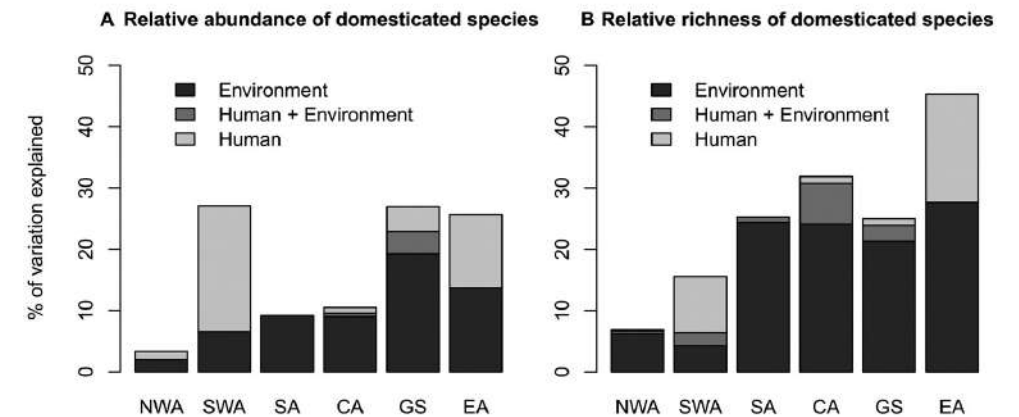 A Relative abundance of domesticated species
% of variation explained
50
40
30
20
10
0
Environment
Human + Environment
Human
NWA SWA SA CA GS EA
B Relative richness of domesticated species
50
40
30
20
10
0
Environment
Human + Environment
Human
NWA SWA SA CA GS EA